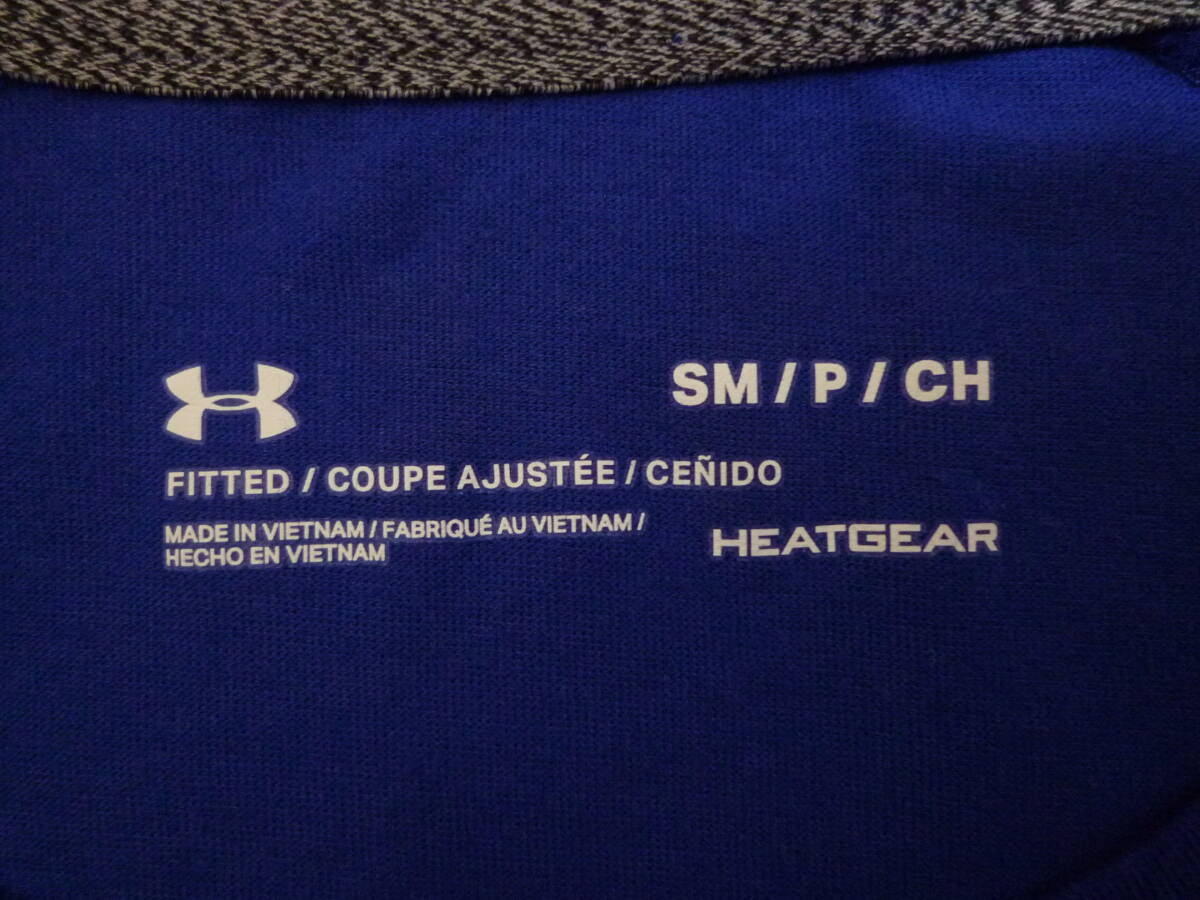 SM / P / CH
FITTED / COUPE AJUSTÉE / CEÑIDO
MADE IN VIETNAM / FABRIQUÉ AU VIETNAM /
HECHO EN VIETNAM
HEATGEAR